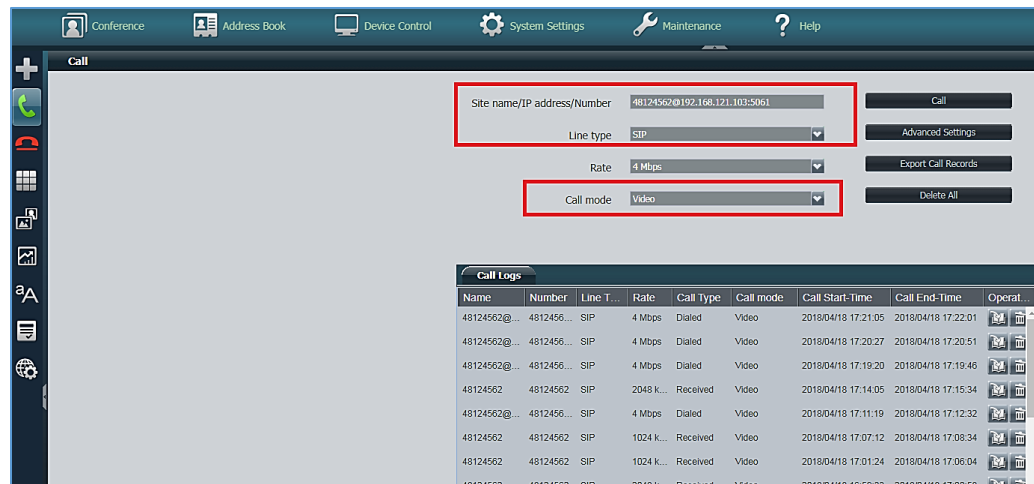 Conference Address Book Device Control System Settings Maintenance ? Help
Call
Site name/IP address/Number 48124562@192.168.121.103:5061 Call
Line type SIP Advanced Settings
Rate 4 Mbps Export Call Records
Call mode Video Delete All
aA
Call Logs
Name Number Line T... Rate Call Type Call mode Call Start-Time Call End-Time Operat...
48124562@... 4812456... SIP 4 Mbps Dialed Video 2018/04/18 17:21:05 2018/04/18 17:22:01
48124562@... 4812456... SIP 4 Mbps Dialed Video 2018/04/18 17:20:27 2018/04/18 17:20:51
48124562@... 4812456... SIP 4 Mbps Dialed Video 2018/04/18 17:19:20 2018/04/18 17:19:46
48124562 48124562 SIP 2048 k... Received Video 2018/04/18 17:14:05 2018/04/18 17:15:34
48124562@... 4812456... SIP 4 Mbps Dialed Video 2018/04/18 17:11:19 2018/04/18 17:12:32
48124562 48124562 SIP 1024 k... Received Video 2018/04/18 17:07:12 2018/04/18 17:08:34
48124562 48124562 SIP 1024 k... Received Video 2018/04/18 17:01:24 2018/04/18 17:06:04